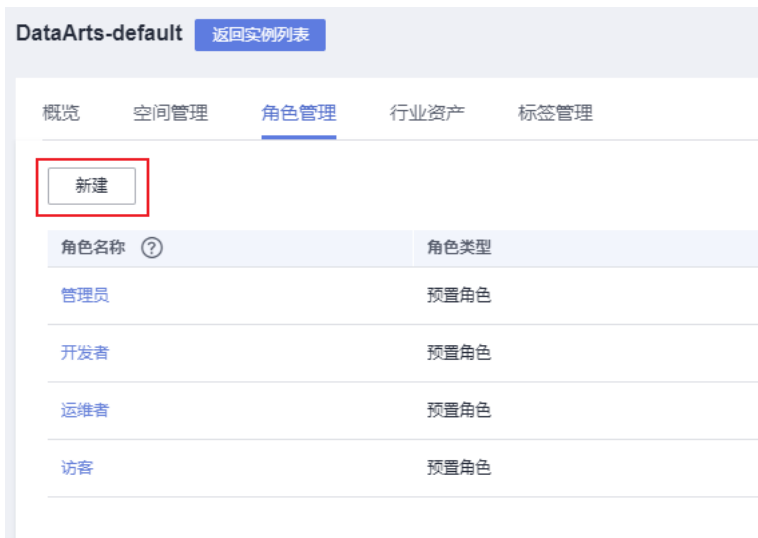 DataArts-default 返回实例列表
概览 空间管理 角色管理 行业资产 标签管理
新建
角色名称 ? 角色类型
管理员 预置角色
开发者 预置角色
运维者 预置角色
访客 预置角色